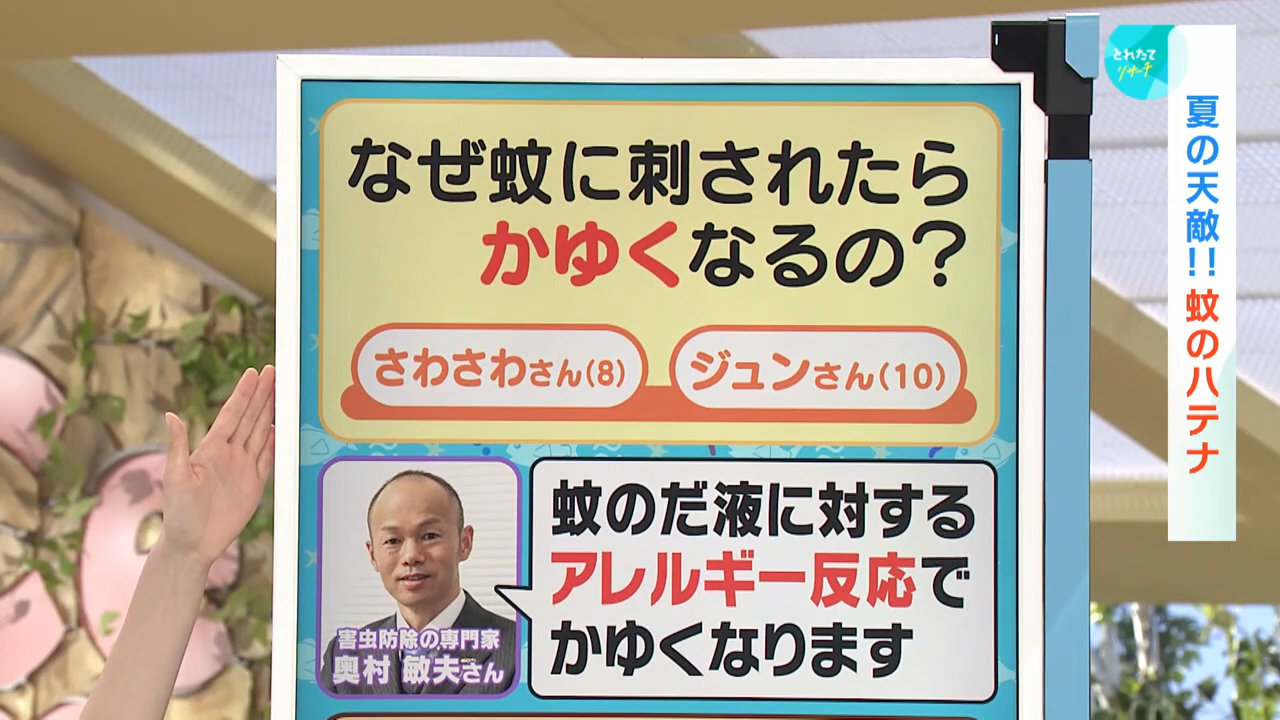 なぜ蚊に刺されたら
かゆくなるの？
さわさわさん(8)
ジュンさん(10)
害虫防除の専門家
奥村 敏夫さん
蚊のだ液に対する
アレルギー反応で
かゆくなります
とれたて
リサーチ
夏の天敵!! 蚊のハテナ